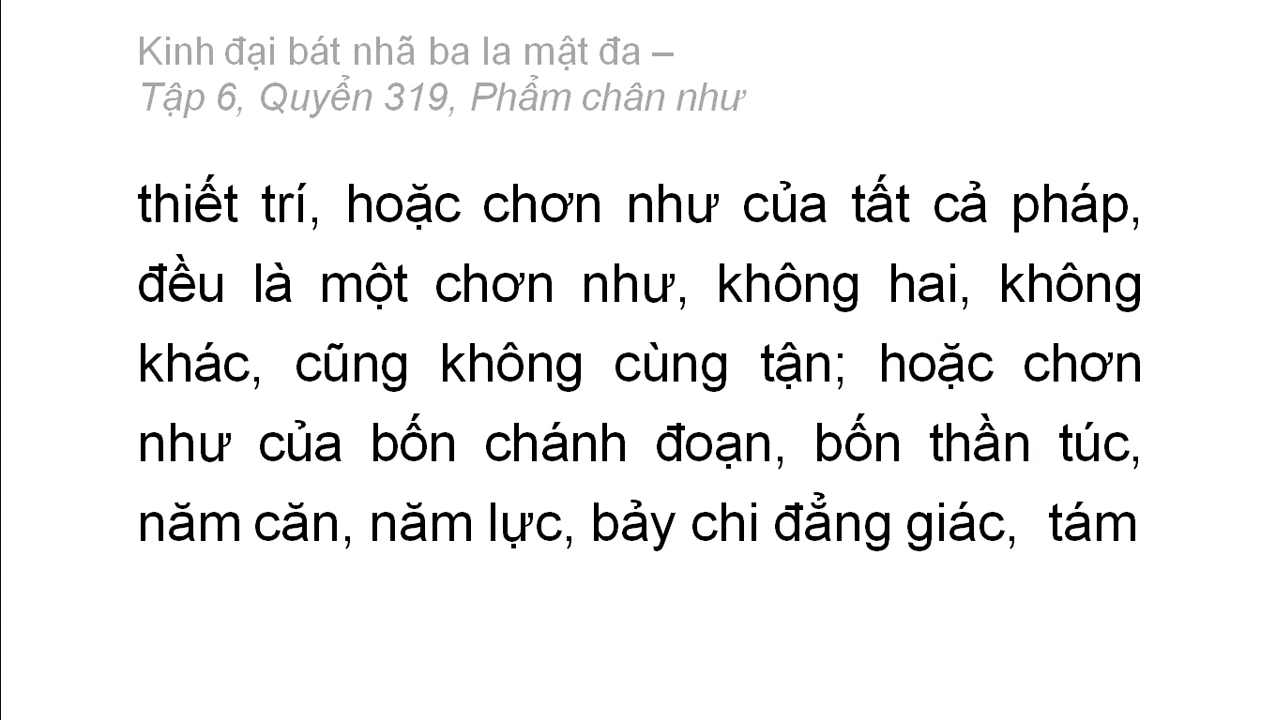 Kinh đại bát nhã ba la mật đa –
Tập 6, Quyển 319, Phẩm chân như
thiết trí, hoặc chơn như của tất cả pháp,
đều là một chơn như, không hai, không
khác, cũng không cùng tận; hoặc chơn
như của bốn chánh đoạn, bốn thần túc,
năm căn, năm lực, bảy chi đẳng giác, tám